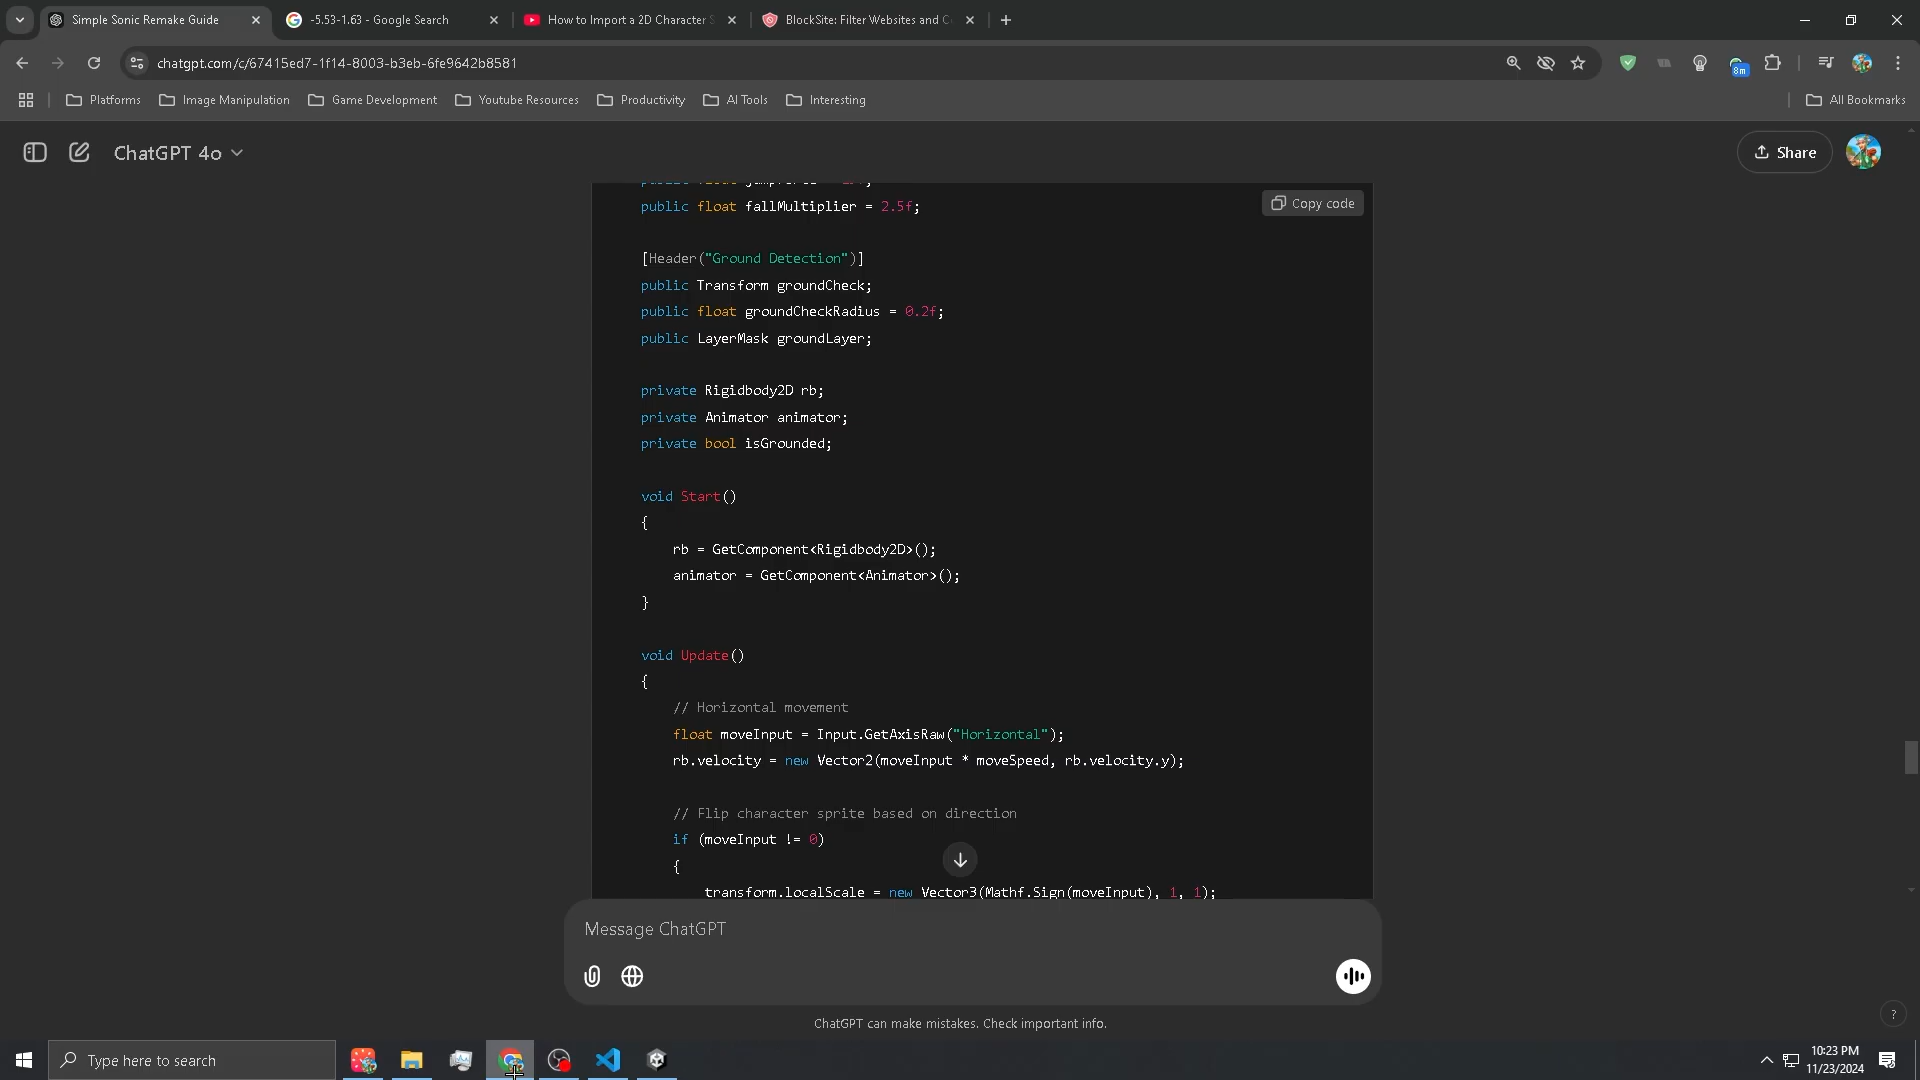 Simple Sonic Remake Guide
-5.53-1.63 - Google Search
How to Import a 2D Character S
BlockSite: Filter Websites and C
chatgpt.com/c/67415ed7-1f14-8003-b3eb-6fe9642b8581
8m
Platforms
Image Manipulation
Game Development
Youtube Resources
Productivity
AI Tools
Interesting
All Bookmarks
ChatGPT 4o
Share
Copy code
public float fallMultiplier = 2.5f;
[Header("Ground Detection")]
public Transform groundCheck;
public float groundCheckRadius = 0.2f;
public LayerMask groundLayer;
private Rigidbody2D rb;
private Animator animator;
private bool isGrounded;
void Start()
{
rb = GetComponent<Rigidbody2D>();
animator = GetComponent<Animator>();
}
void Update()
{
// Horizontal movement
float moveInput = Input.GetAxisRaw("Horizontal");
rb.velocity = new Vector2(moveInput * moveSpeed, rb.velocity.y);
// Flip character sprite based on direction
if (moveInput != 0)
{
transform.localScale = new Vector3(Mathf.Sign(moveInput), 1, 1);
Message ChatGPT
ChatGPT can make mistakes. Check important info.
?
Type here to search
10:23 PM
11/23/2024